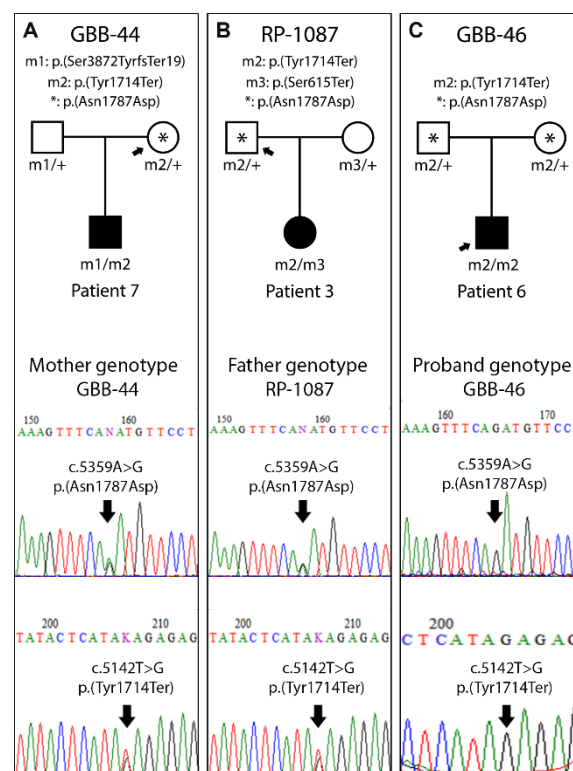 A GBB-44
m1: p.(Ser3872TyrfsTer19)
m2: p.(Tyr1714Ter)
*: p.(Asn1787Asp)
*
m1/+ m2/+
m1/m2
Patient 7
Mother genotype
GBB-44
150 160
AAAGTTTCANATGTTCCT
c.5359A>G
p.(Asn1787Asp)
200 210
TATACTCATAKAGAGAG
c.5142T>G
p.(Tyr1714Ter)
B RP-1087
m2: p.(Tyr1714Ter)
m3: p.(Ser615Ter)
*: p.(Asn1787Asp)
*
m2/+ m3/+
m2/m3
Patient 3
Father genotype
RP-1087
150 160
AAAGTTTCANATGTTCCT
c.5359A>G
p.(Asn1787Asp)
200 210
TATACTCATAKAGAGAG
c.5142T>G
p.(Tyr1714Ter)
C GBB-46
m2: p.(Tyr1714Ter)
*: p.(Asn1787Asp)
* *
m2/+ m2/+
m2/m2
Patient 6
Proband genotype
GBB-46
160 170
AAAGTTTCAGATGTTCC
c.5359A>G
p.(Asn1787Asp)
200
CTCATAGAGAG
c.5142T>G
p.(Tyr1714Ter)